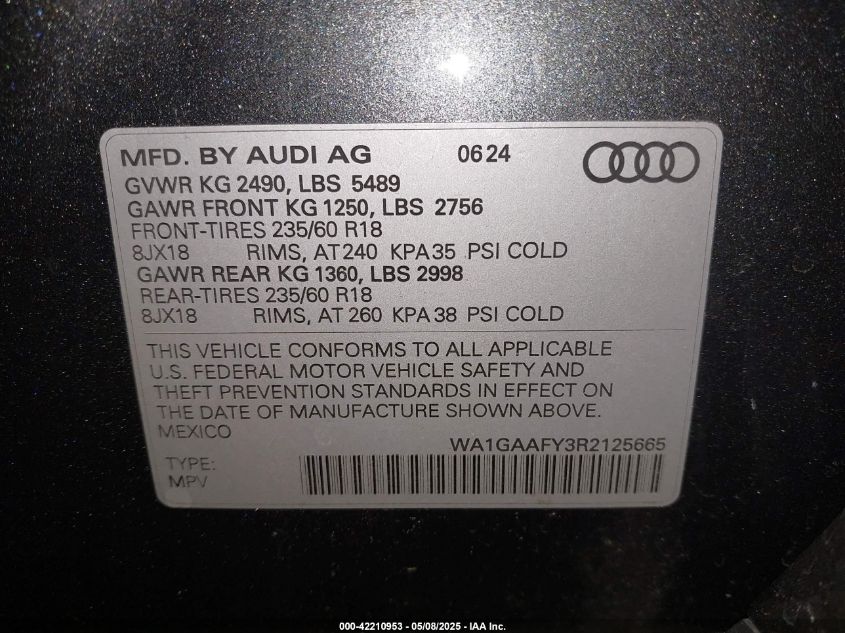 MFD. BY AUDI AG 0624
GVWR KG 2490, LBS 5489
GAWR FRONT KG 1250, LBS 2756
FRONT-TIRES 235/60 R18
8JX18 RIMS, AT 240 KPA 35 PSI COLD
GAWR REAR KG 1360, LBS 2998
REAR-TIRES 235/60 R18
8JX18 RIMS, AT 260 KPA 38 PSI COLD
THIS VEHICLE CONFORMS TO ALL APPLICABLE
U.S. FEDERAL MOTOR VEHICLE SAFETY AND
THEFT PREVENTION STANDARDS IN EFFECT ON
THE DATE OF MANUFACTURE SHOWN ABOVE.
MEXICO
WA1GAAFY3R2125665
TYPE:
MPV
000-42210953 - 05/08/2025 - IAA Inc.